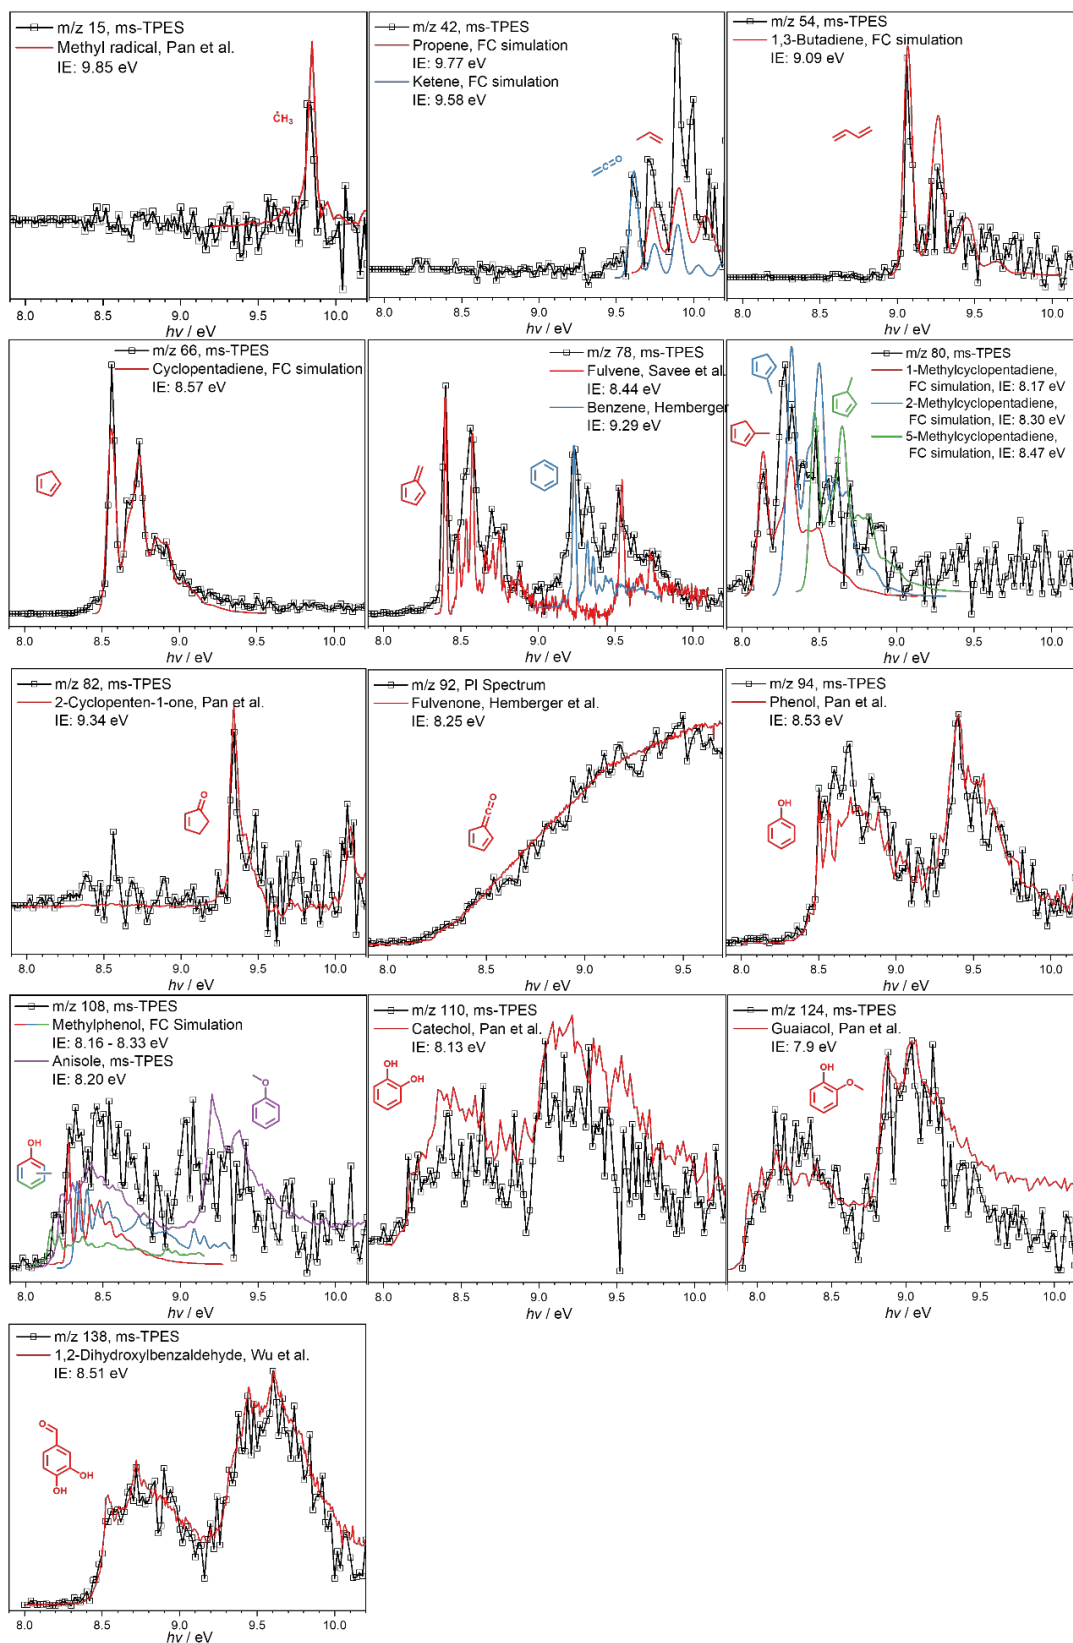 m/z 15, ms-TPES
Methyl radical, Pan et al.
IE: 9.85 eV
ĊH₃
8.0 8.5 9.0 9.5 10.0
hv / eV
m/z 42, ms-TPES
Propene, FC simulation
IE: 9.77 eV
Ketene, FC simulation
IE: 9.58 eV
O
8.0 8.5 9.0 9.5 10.0
hv / eV
m/z 54, ms-TPES
1,3-Butadiene, FC simulation
IE: 9.09 eV
8.0 8.5 9.0 9.5 10.0
hv / eV
m/z 66, ms-TPES
Cyclopentadiene, FC simulation
IE: 8.57 eV
8.0 8.5 9.0 9.5 10.0
hv / eV
m/z 78, ms-TPES
Fulvene, Savee et al.
IE: 8.44 eV
Benzene, Hemberger
IE: 9.29 eV
8.0 8.5 9.0 9.5 10.0
hv / eV
m/z 80, ms-TPES
1-Methylcyclopentadiene,
FC simulation, IE: 8.17 eV
2-Methylcyclopentadiene,
FC simulation, IE: 8.30 eV
5-Methylcyclopentadiene,
FC simulation, IE: 8.47 eV
8.0 8.5 9.0 9.5 10.0
hv / eV
m/z 82, ms-TPES
2-Cyclopenten-1-one, Pan et al.
IE: 9.34 eV
O
8.0 8.5 9.0 9.5 10.0
hv / eV
m/z 92, PI Spectrum
Fulvenone, Hemberger et al.
IE: 8.25 eV
C=O
8.0 8.5 9.0 9.5
hv / eV
m/z 94, ms-TPES
Phenol, Pan et al.
IE: 8.53 eV
OH
8.0 8.5 9.0 9.5 10.0
hv / eV
m/z 108, ms-TPES
Methylphenol, FC Simulation
IE: 8.16 - 8.33 eV
Anisole, ms-TPES
IE: 8.20 eV
O
OH
8.0 8.5 9.0 9.5 10.0
hv / eV
m/z 110, ms-TPES
Catechol, Pan et al.
IE: 8.13 eV
OH
OH
8.0 8.5 9.0 9.5 10.0
hv / eV
m/z 124, ms-TPES
Guaiacol, Pan et al.
IE: 7.9 eV
OH
O
8.0 8.5 9.0 9.5 10.0
hv / eV
m/z 138, ms-TPES
1,2-Dihydroxylbenzaldehyde, Wu et al.
IE: 8.51 eV
O
OH
OH
8.0 8.5 9.0 9.5 10.0
hv / eV